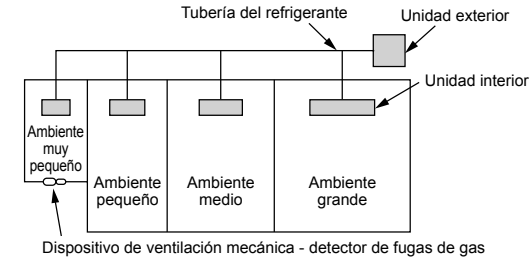 Tubería del refrigerante
Unidad exterior
Unidad interior
Ambiente
muy
pequeño
Ambiente
pequeño
Ambiente
medio
Ambiente
grande
Dispositivo de ventilación mecánica - detector de fugas de gas